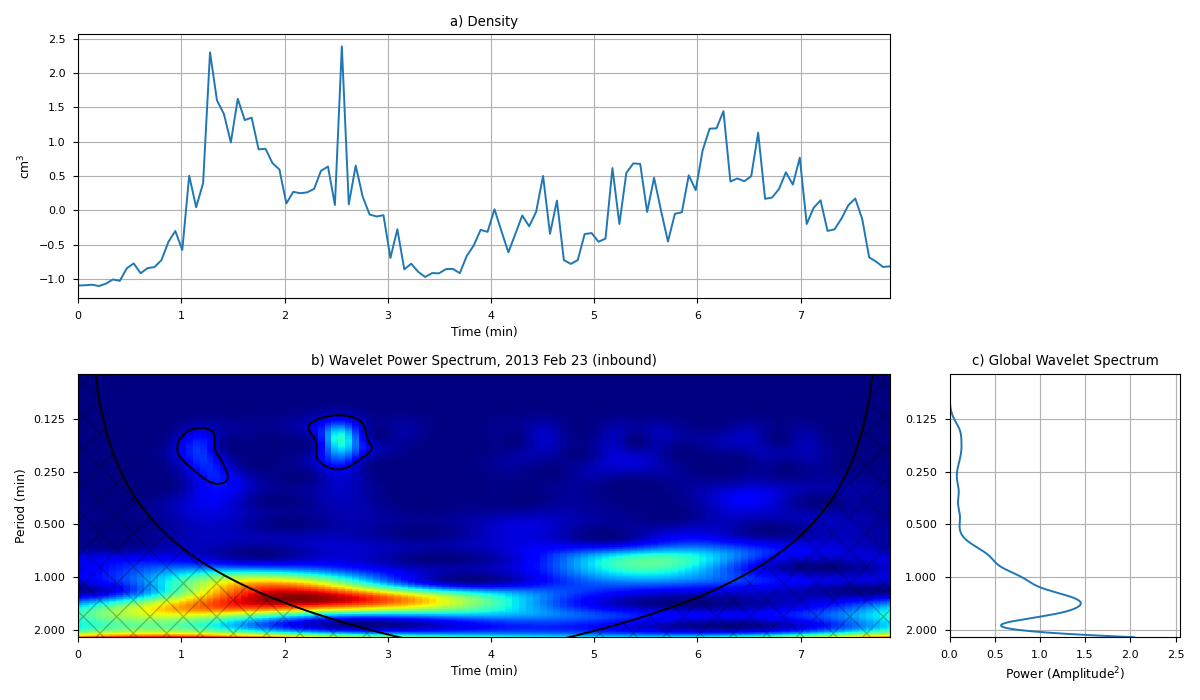 a) Density
2.5
2.0
1.5
1.0
0.5
0.0
−0.5
−1.0
cm³
0 1 2 3 4 5 6 7
Time (min)
b) Wavelet Power Spectrum, 2013 Feb 23 (inbound)
0.125
0.250
0.500
1.000
2.000
Period (min)
0 1 2 3 4 5 6 7
Time (min)
c) Global Wavelet Spectrum
0.125
0.250
0.500
1.000
2.000
0.0 0.5 1.0 1.5 2.0 2.5
Power (Amplitude²)